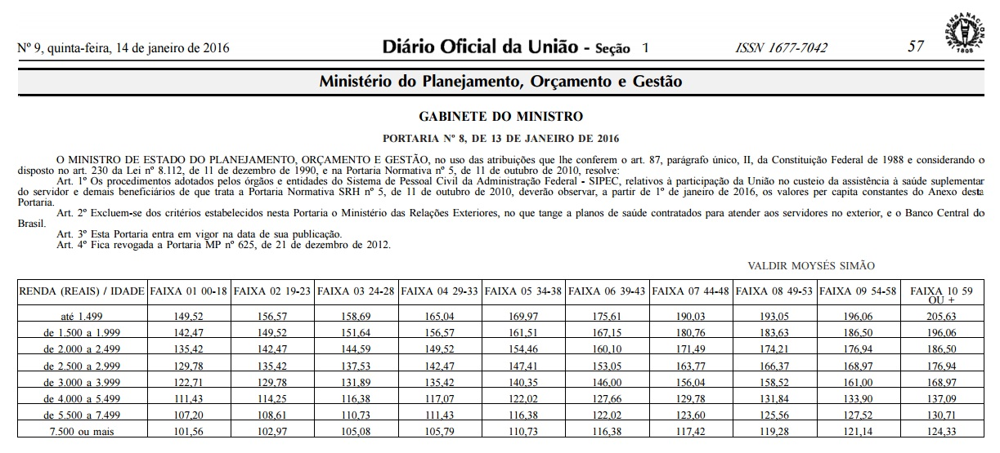 Nº 9, quinta-feira, 14 de janeiro de 2016 Diário Oficial da União - Seção 1 ISSN 1677-7042 57
IMPRENSA NACIONAL
1808
Ministério do Planejamento, Orçamento e Gestão
GABINETE DO MINISTRO
PORTARIA Nº 8, DE 13 DE JANEIRO DE 2016
O MINISTRO DE ESTADO DO PLANEJAMENTO, ORÇAMENTO E GESTÃO, no uso das atribuições que lhe conferem o art. 87, parágrafo único, II, da Constituição Federal de 1988 e considerando o
disposto no art. 230 da Lei nº 8.112, de 11 de dezembro de 1990, e na Portaria Normativa nº 5, de 11 de outubro de 2010, resolve:
Art. 1º Os procedimentos adotados pelos órgãos e entidades do Sistema de Pessoal Civil da Administração Federal - SIPEC, relativos à participação da União no custeio da assistência à saúde suplementar
do servidor e demais beneficiários de que trata a Portaria Normativa SRH nº 5, de 11 de outubro de 2010, deverão observar, a partir de 1º de janeiro de 2016, os valores per capita constantes do Anexo desta
Portaria.
Art. 2º Excluem-se dos critérios estabelecidos nesta Portaria o Ministério das Relações Exteriores, no que tange a planos de saúde contratados para atender aos servidores no exterior, e o Banco Central do
Brasil.
Art. 3º Esta Portaria entra em vigor na data de sua publicação.
Art. 4º Fica revogada a Portaria MP nº 625, de 21 de dezembro de 2012.
VALDIR MOYSÉS SIMÃO
RENDA (REAIS) / IDADE FAIXA 01 00-18 FAIXA 02 19-23 FAIXA 03 24-28 FAIXA 04 29-33 FAIXA 05 34-38 FAIXA 06 39-43 FAIXA 07 44-48 FAIXA 08 49-53 FAIXA 09 54-58 FAIXA 10 59
OU +
até 1.499 149,52 156,57 158,69 165,04 169,97 175,61 190,03 193,05 196,06 205,63
de 1.500 a 1.999 142,47 149,52 151,64 156,57 161,51 167,15 180,76 183,63 186,50 196,06
de 2.000 a 2.499 135,42 142,47 144,59 149,52 154,46 160,10 171,49 174,21 176,94 186,50
de 2.500 a 2.999 129,78 135,42 137,53 142,47 147,41 153,05 163,77 166,37 168,97 176,94
de 3.000 a 3.999 122,71 129,78 131,89 135,42 140,35 146,00 156,04 158,52 161,00 168,97
de 4.000 a 5.499 111,43 114,25 116,38 117,07 122,02 127,66 129,78 131,84 133,90 137,09
de 5.500 a 7.499 107,20 108,61 110,73 111,43 116,38 122,02 123,60 125,56 127,52 130,71
7.500 ou mais 101,56 102,97 105,08 105,79 110,73 116,38 117,42 119,28 121,14 124,33